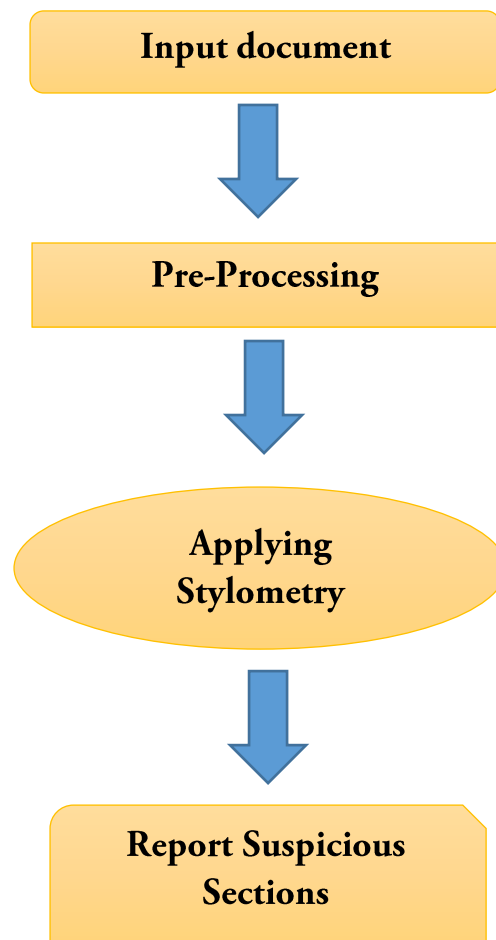 Input document
Pre-Processing
Applying
Stylometry
Report Suspicious
Sections